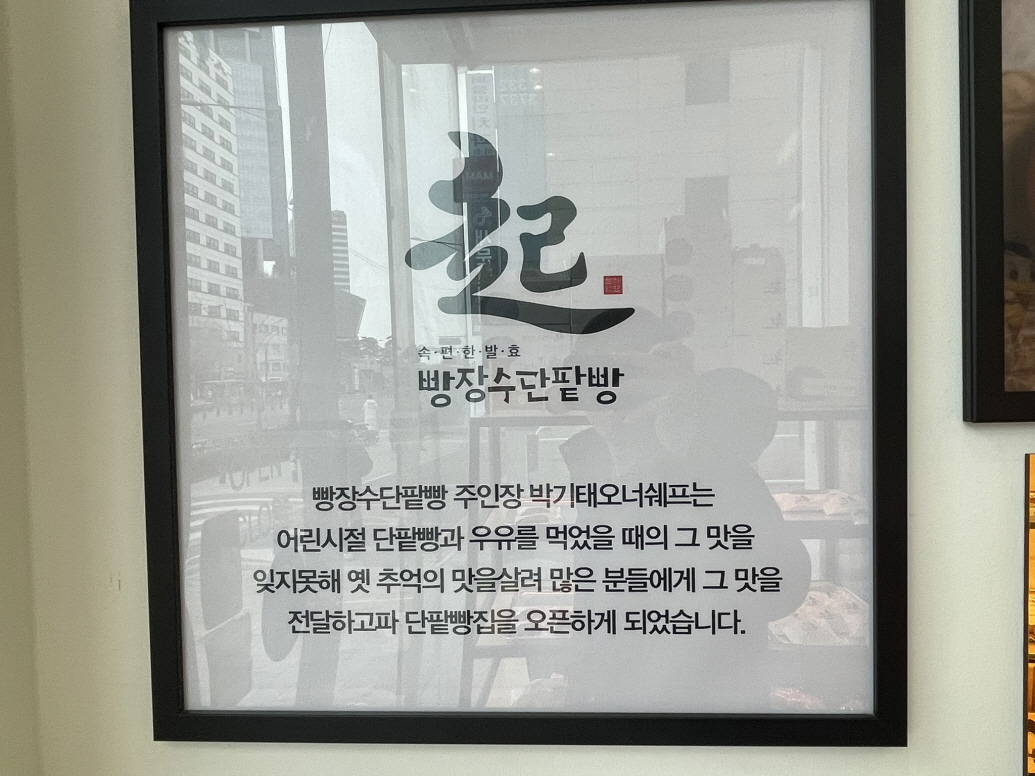 起
속·편·한·발·효
빵장수단팥빵
빵장수단팥빵 주인장 박기태오너쉐프는
어린시절 단팥빵과 우유를 먹었을 때의 그 맛을
잊지못해 옛 추억의 맛을살려 많은 분들에게 그 맛을
전달하고파 단팥빵집을 오픈하게 되었습니다.